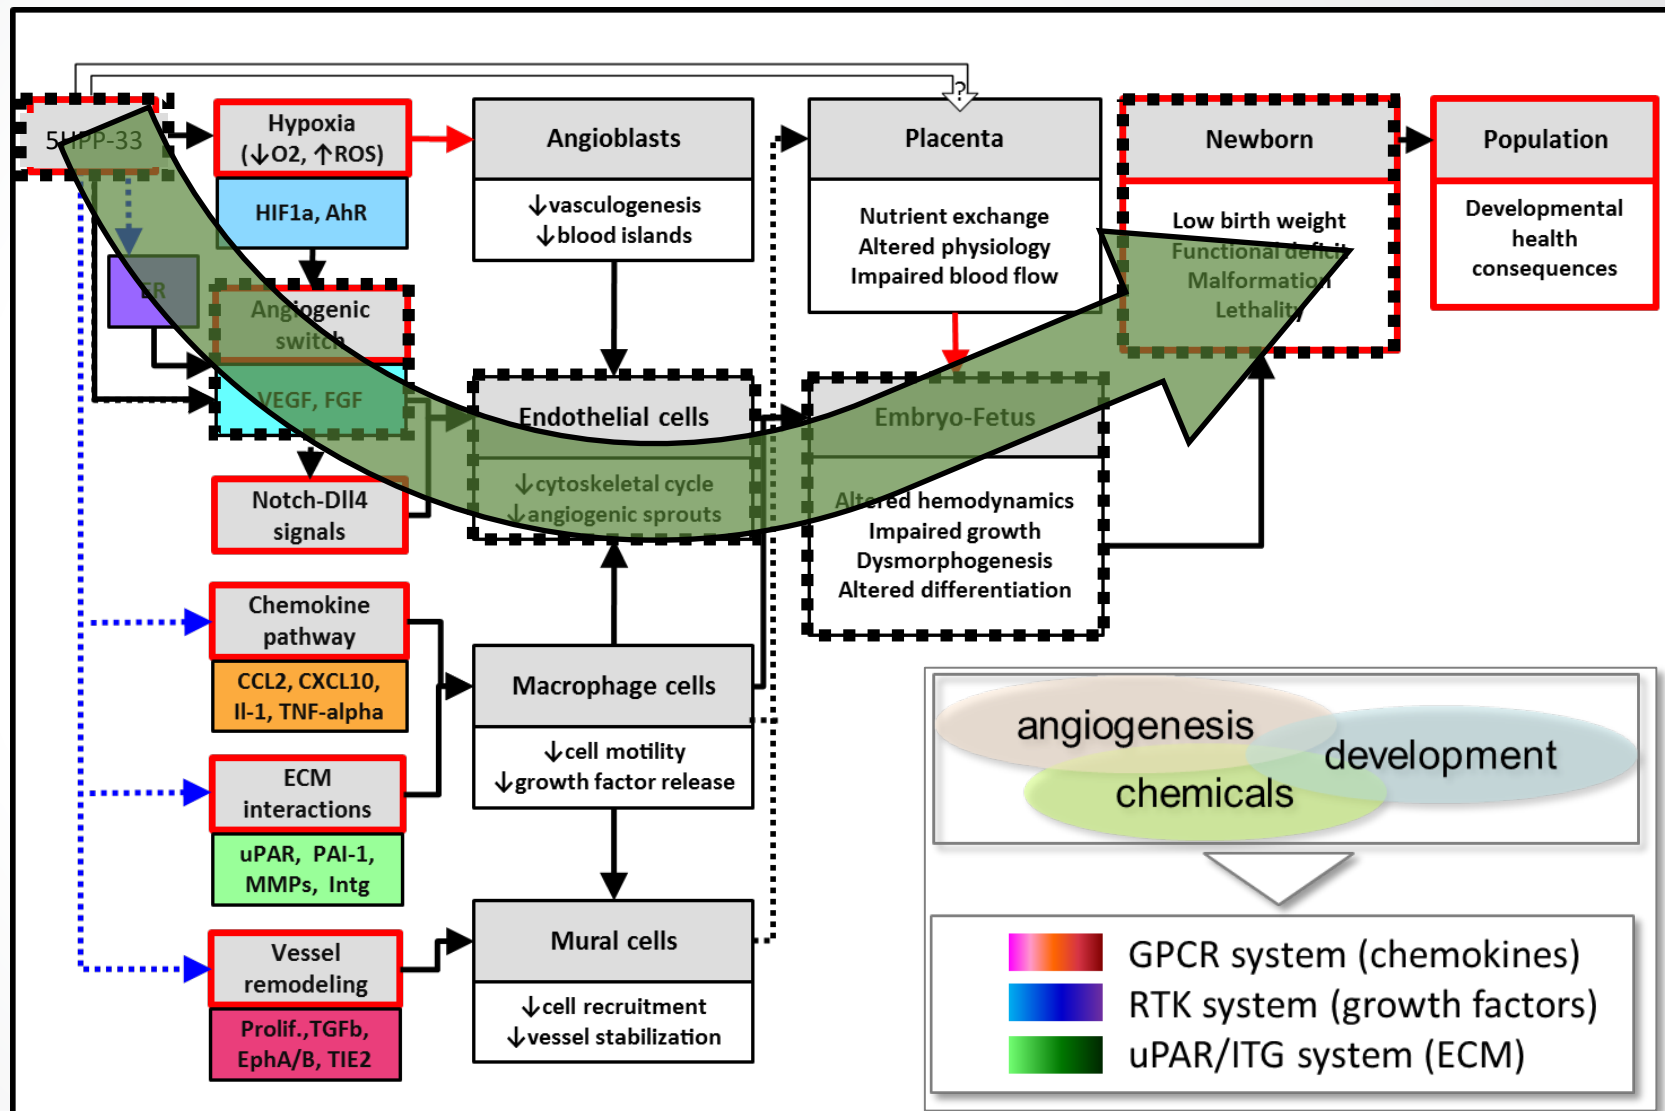 5HPP-33
Hypoxia
(↓O2, ↑ROS)
HIF1a, AhR
ER
Angiogenic
switch
VEGF, FGF
Notch-Dll4
signals
Chemokine
pathway
CCL2, CXCL10,
Il-1, TNF-alpha
ECM
interactions
uPAR, PAI-1,
MMPs, Intg
Vessel
remodeling
Prolif.,TGFb,
EphA/B, TIE2
Angioblasts
↓vasculogenesis
↓blood islands
Endothelial cells
↓cytoskeletal cycle
↓angiogenic sprouts
Macrophage cells
↓cell motility
↓growth factor release
Mural cells
↓cell recruitment
↓vessel stabilization
?
Placenta
Nutrient exchange
Altered physiology
Impaired blood flow
Embryo-Fetus
Altered hemodynamics
Impaired growth
Dysmorphogenesis
Altered differentiation
Newborn
Low birth weight
Functional deficit
Malformation
Lethality
Population
Developmental
health
consequences
angiogenesis
development
chemicals
GPCR system (chemokines)
RTK system (growth factors)
uPAR/ITG system (ECM)